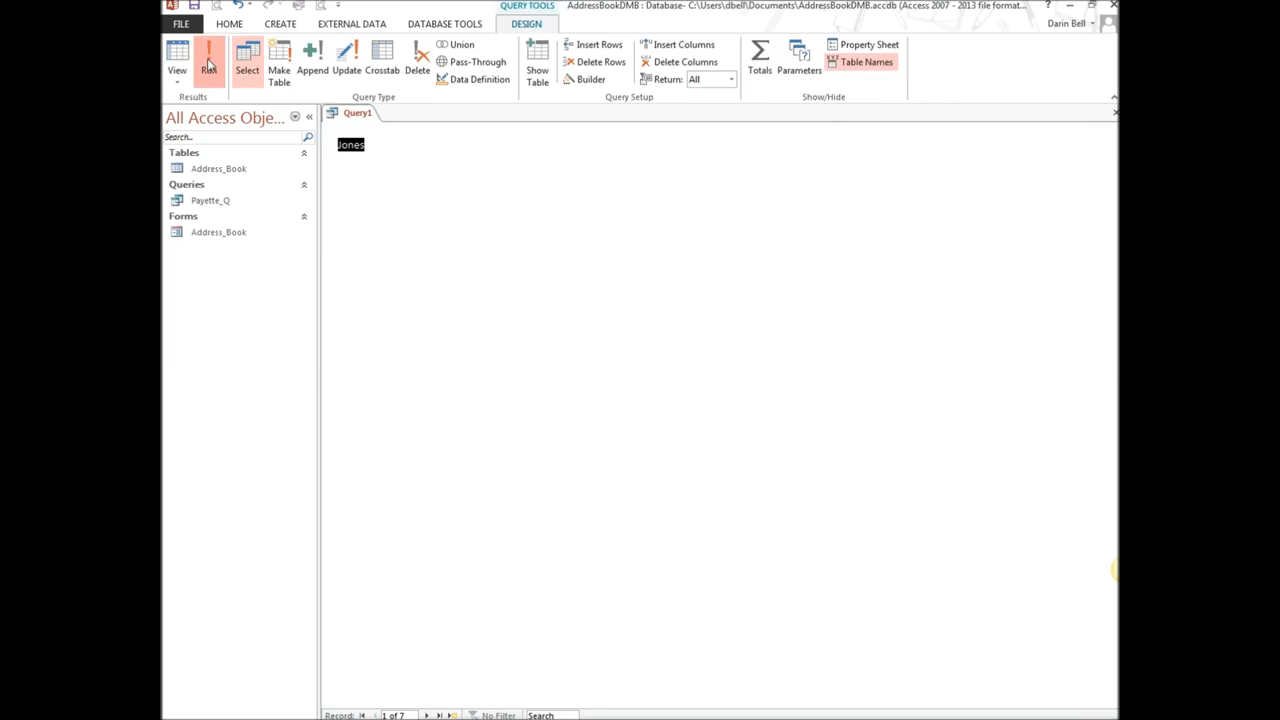 QUERY TOOLS
AddressBookDMB : Database- C:\Users\dbell\Documents\AddressBookDMB.accdb (Access 2007 - 2013 file format...
?
FILE HOME CREATE EXTERNAL DATA DATABASE TOOLS DESIGN
Darin Bell
View
Run
Select
Make Table
Append
Update
Crosstab
Delete
Union
Pass-Through
Data Definition
Show Table
Insert Rows
Delete Rows
Builder
Insert Columns
Delete Columns
Return: All
Totals
Parameters
Property Sheet
Table Names
Results
Query Type
Query Setup
Show/Hide
All Access Obje...
Search...
Tables
Address_Book
Queries
Payette_Q
Forms
Address_Book
Query1
Jones
Record: 1 of 7 No Filter Search